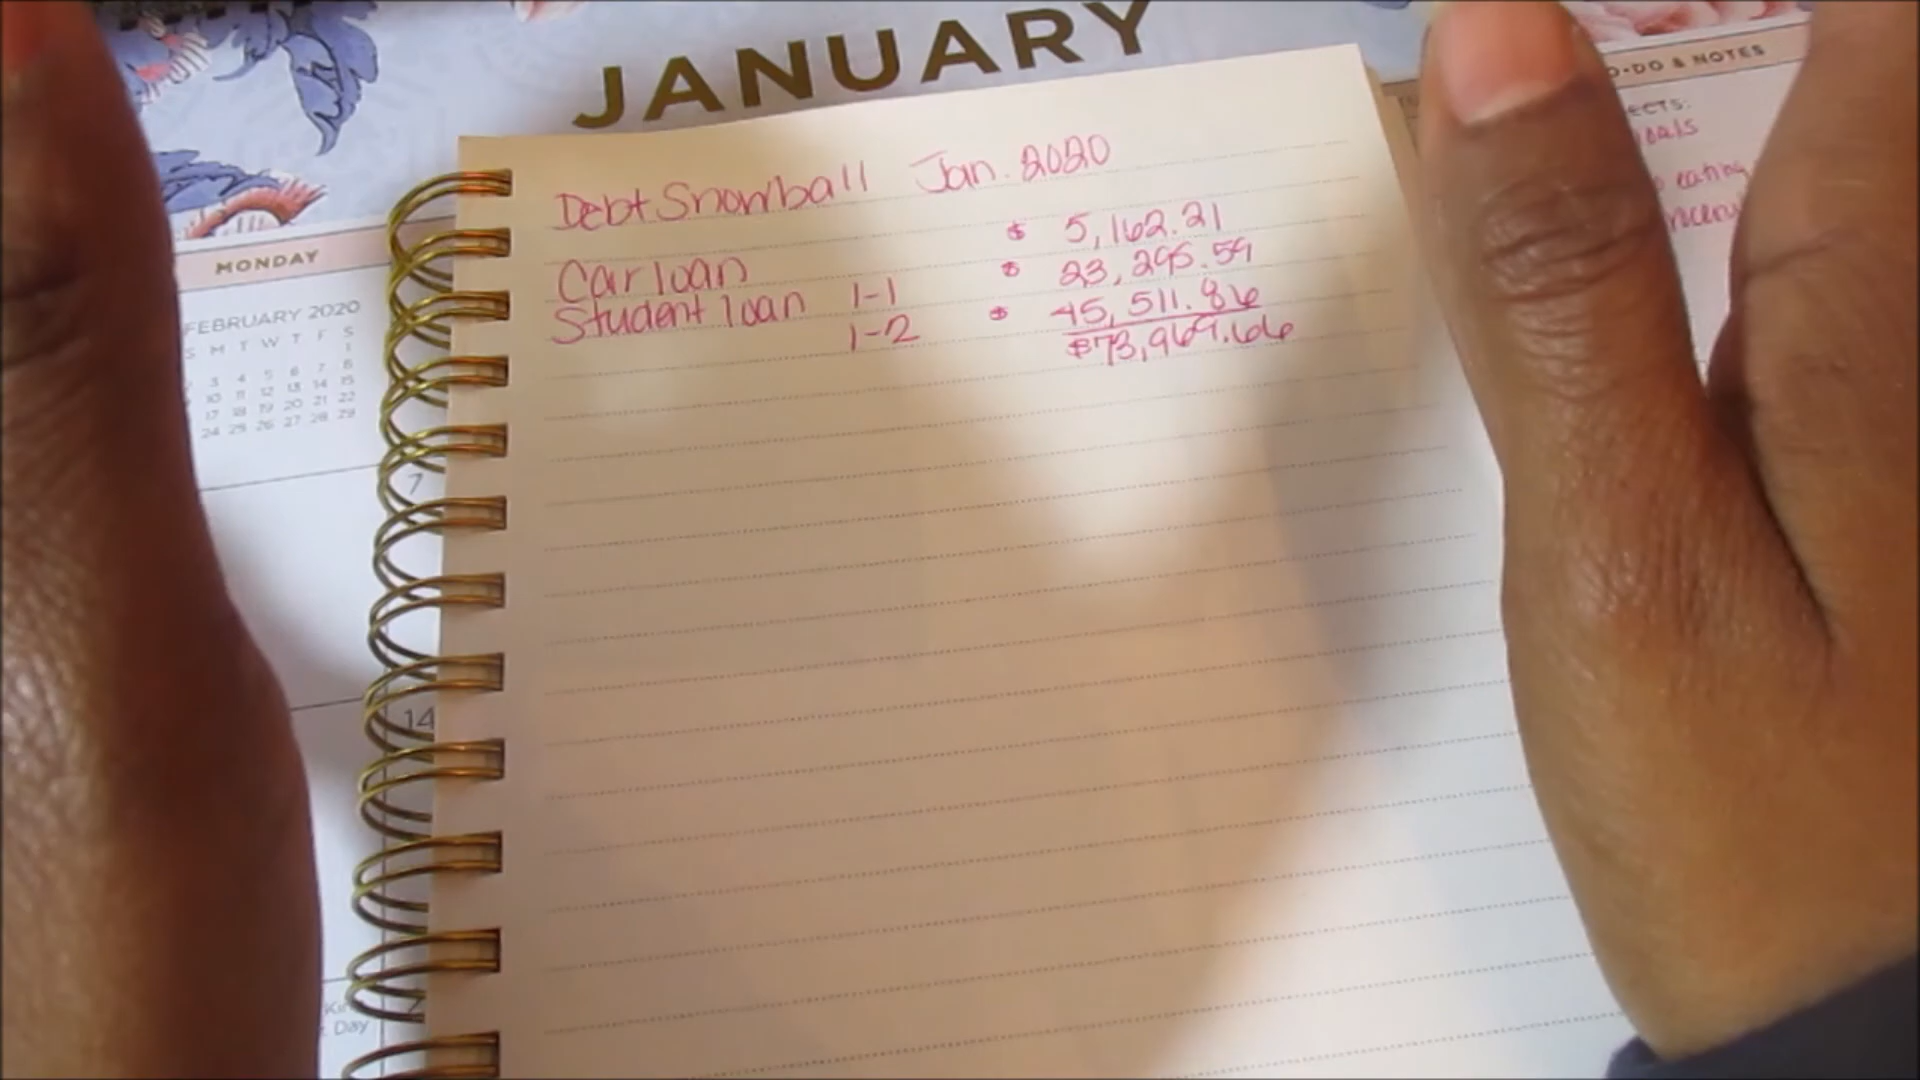 JANUARY
Debt Snowball Jan. 2020
Car loan $ 5,162.21
Student loan 1-1 $ 23,295.59
1-2 $ 45,511.86
$73,969.66
MONDAY
FEBRUARY 2020
S M T W T F S
1
3 4 5 6 7 8
10 11 12 13 14 15
17 18 19 20 21 22
24 25 26 27 28 29
7
14
Day
O-DO & NOTES
eating